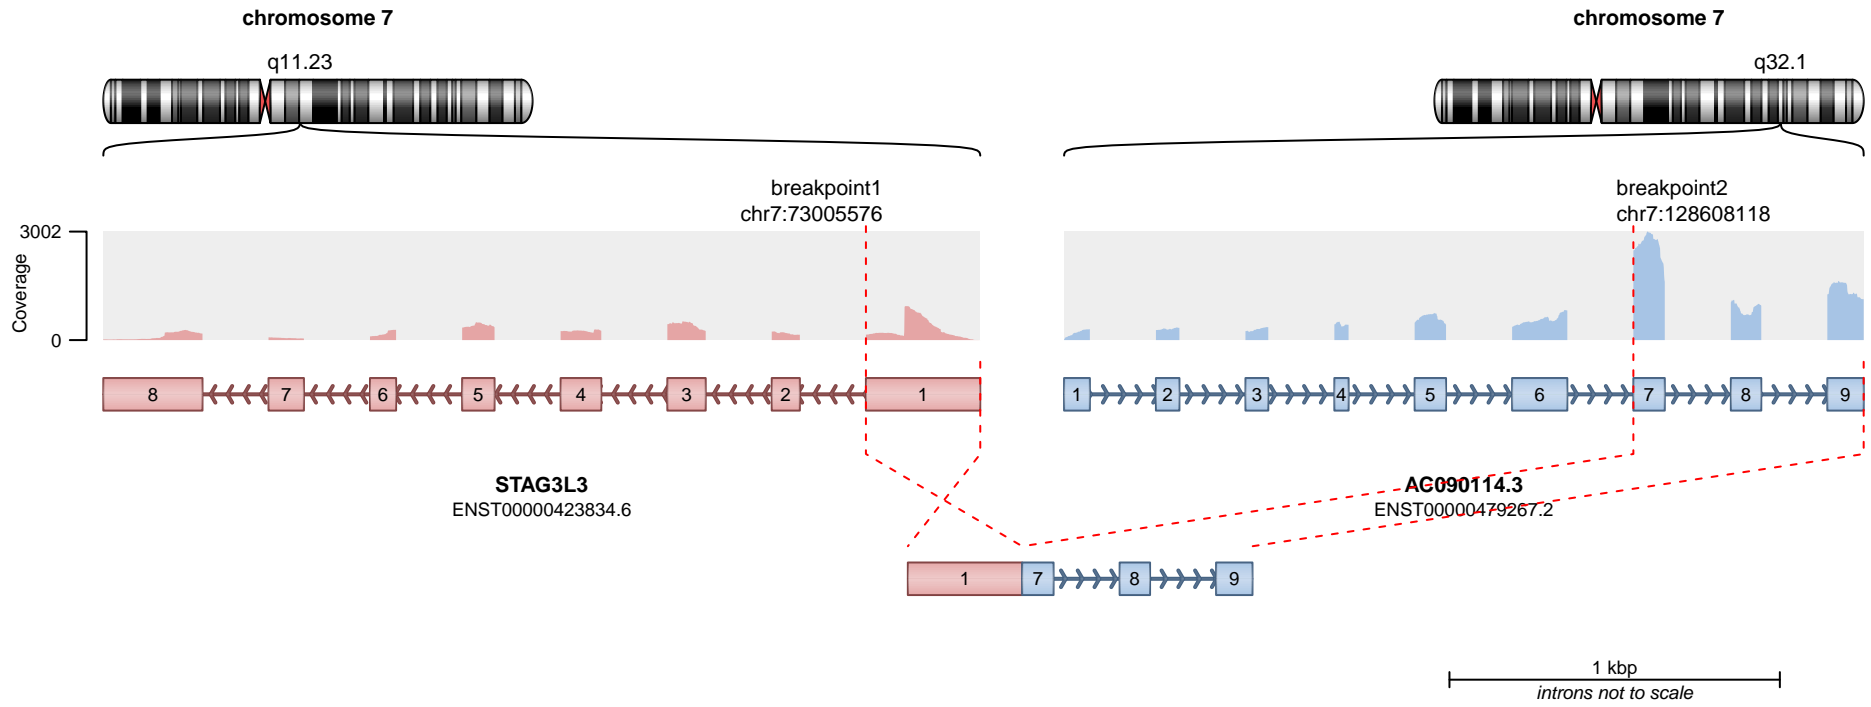 chromosome 7
chromosome 7
q11.23
q32.1
breakpoint1
chr7:73005576
breakpoint2
chr7:128608118
3002
0
Coverage
8 7 6 5 4 3 2 1
1 2 3 4 5 6 7 8 9
STAG3L3
ENST00000423834.6
AC090114.3
ENST00000479267.2
1 7 8 9
1 kbp
introns not to scale